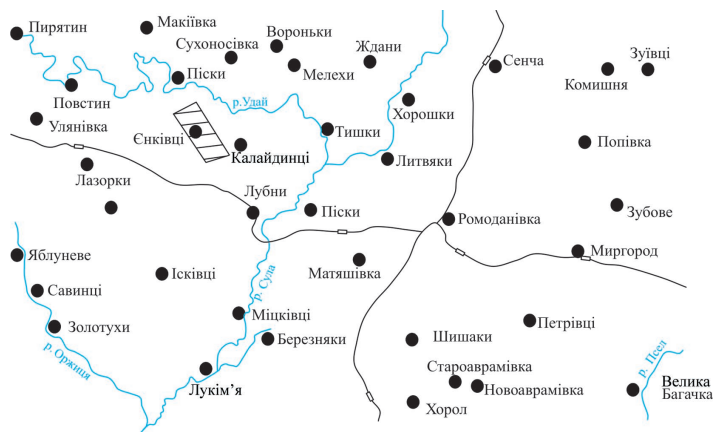 Пирятин
Макіївка
Сухоносівка
Вороньки
Ждани
Сенча
Зуївці
Комишня
Піски
Мелехи
Повстин
р.Удай
Хорошки
Улянівка
Єнківці
Тишки
Калайдинці
Литвяки
Попівка
Лазорки
Лубни
Піски
Ромоданівка
Зубове
Яблуневе
Ісківці
р. Сула
Матяшівка
Миргород
Савинці
Міцківці
Золотухи
Березняки
Шишаки
Петрівці
р. Оржиця
Лукім’я
Староаврамівка
Новоаврамівка
Хорол
р. Псел
Велика
Багачка